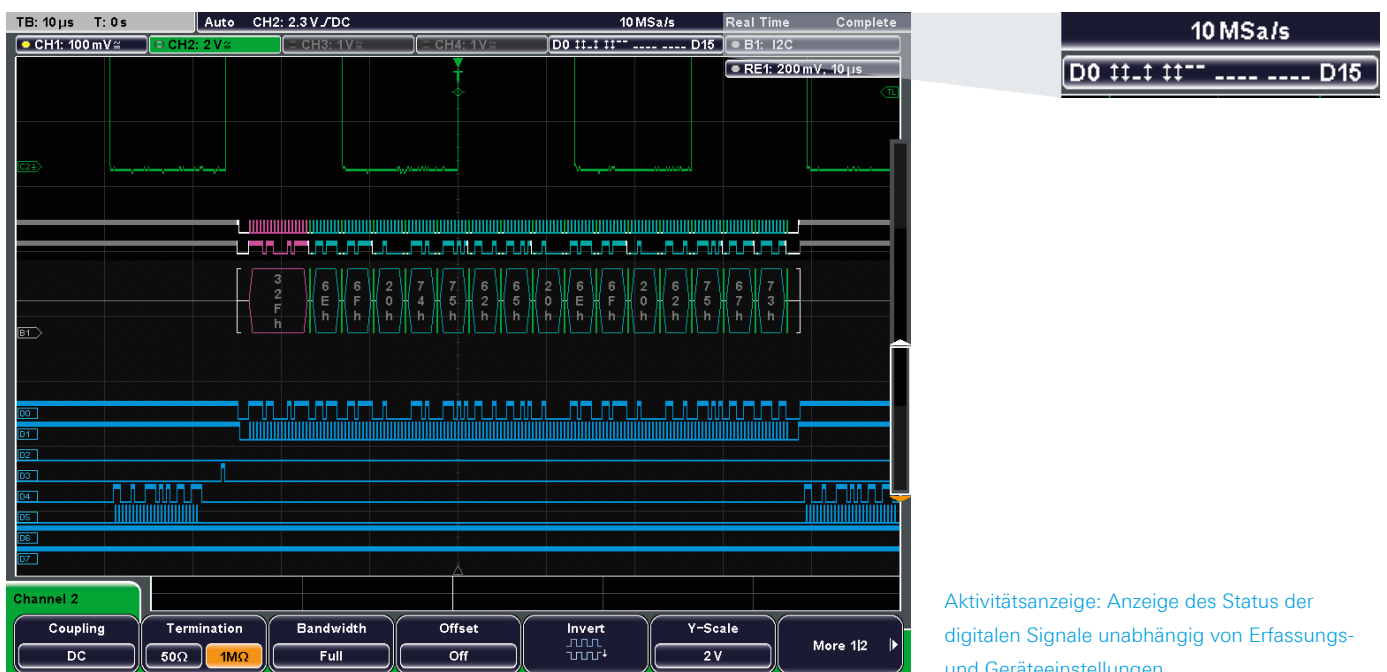 TB: 10 µs T: 0 s Auto CH2: 2.3 V / DC 10 MSa/s Real Time Complete
CH1: 100 mV≅ CH2: 2 V≅ CH3: 1 V≅ CH4: 1 V≅ D0 ↕↕_↕ ↕↕¯¯ ____ ____ D15 B1: I2C
RE1: 200 mV, 10 µs
10 MSa/s
D0 ↕↕_↕ ↕↕¯¯ ____ ____ D15
T
TL
C2
32Fh 6Eh 6Fh 20h 74h 75h 62h 65h 20h 6Eh 6Fh 20h 62h 75h 67h 73h
B1
D0
D1
D2
D3
D4
D5
D6
D7
Channel 2
Coupling Termination Bandwidth Offset Invert Y-Scale More 1|2
DC 50Ω 1MΩ Full Off 2 V
Aktivitätsanzeige: Anzeige des Status der
digitalen Signale unabhängig von Erfassungs-
und Geräteeinstellungen